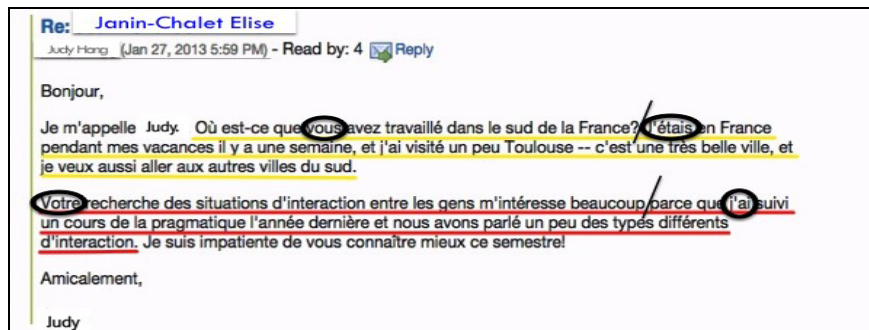 Re: Janin-Chalet Elise
Judy Hong (Jan 27, 2013 5:59 PM) - Read by: 4 Reply
Bonjour,
Je m'appelle Judy. Où est-ce que vous avez travaillé dans le sud de la France? J'étais en France
pendant mes vacances il y a une semaine, et j'ai visité un peu Toulouse -- c'est une très belle ville, et
je veux aussi aller aux autres villes du sud.
Votre recherche des situations d'interaction entre les gens m'intéresse beaucoup parce que j'ai suivi
un cours de la pragmatique l'année dernière et nous avons parlé un peu des types différents
d'interaction. Je suis impatiente de vous connaître mieux ce semestre!
Amicalement,
Judy